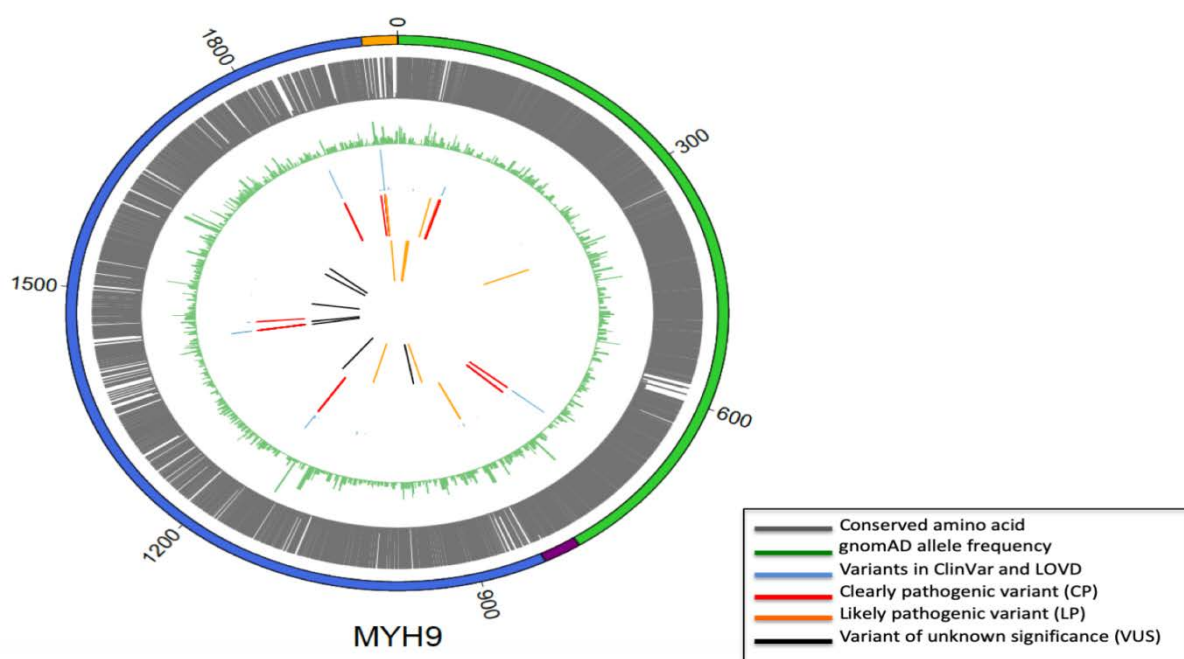 0
300
600
900
1200
1500
1800
MYH9
Conserved amino acid
gnomAD allele frequency
Variants in ClinVar and LOVD
Clearly pathogenic variant (CP)
Likely pathogenic variant (LP)
Variant of unknown significance (VUS)